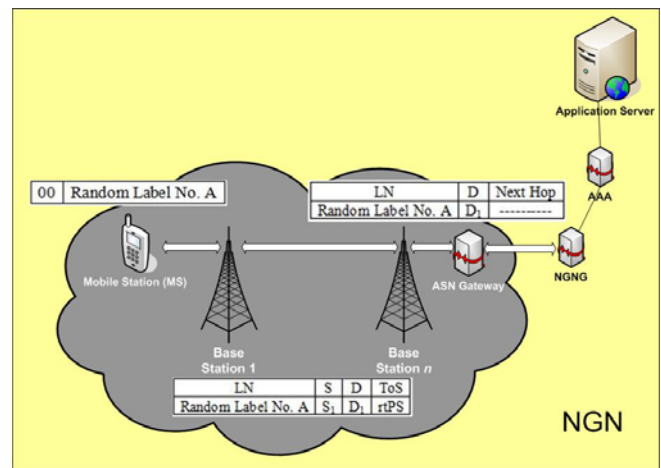 Application Server
AAA
00 Random Label No. A
LN D Next Hop
Random Label No. A D₁ ----------
Mobile Station (MS)
ASN Gateway
NGNG
Base
Station 1
Base
Station n
LN S D ToS
Random Label No. A S₁ D₁ rtPS
NGN